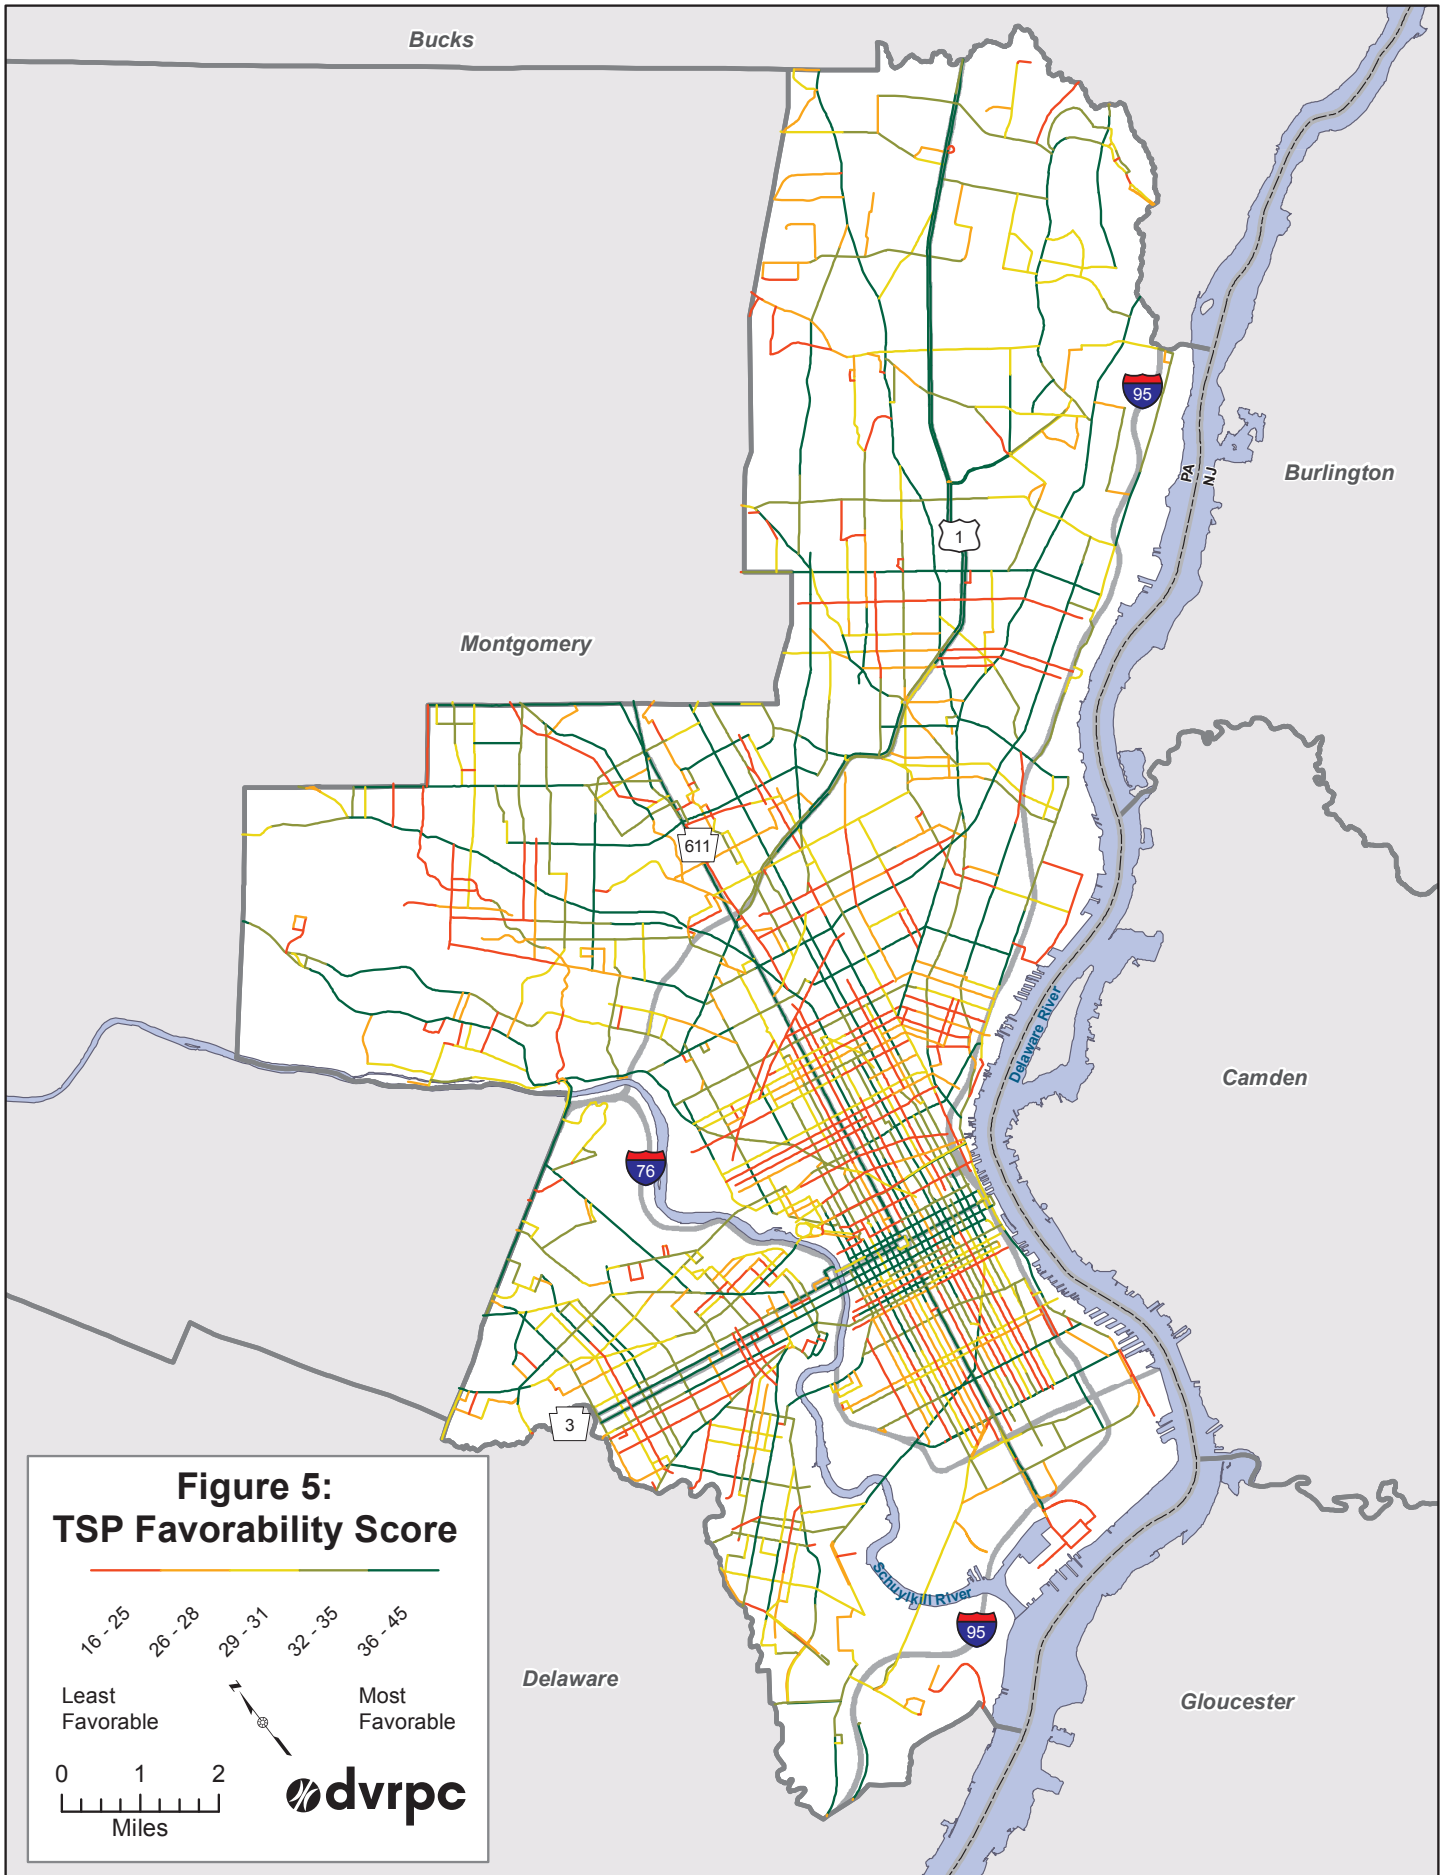 Bucks
95
Burlington
PA
NJ
1
Montgomery
611
Delaware River
Camden
76
3
Schuylkill River
95
Delaware
Gloucester
Figure 5:
TSP Favorability Score
16 - 25
26 - 28
29 - 31
32 - 35
36 - 45
Least
Favorable
Most
Favorable
N
0 1 2
Miles
dvrpc